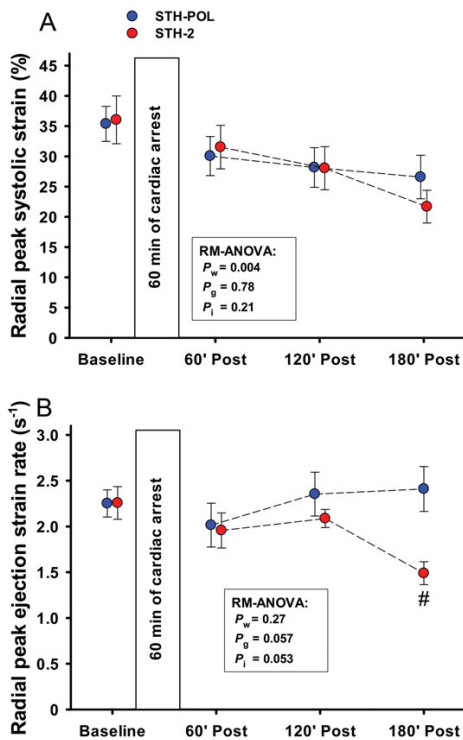 A
STH-POL
STH-2
Radial peak systolic strain (%)
45
40
35
30
25
20
15
10
5
0
60 min of cardiac arrest
RM-ANOVA:
Pw = 0.004
Pg = 0.78
Pi = 0.21
Baseline 60' Post 120' Post 180' Post
B
Radial peak ejection strain rate (s-1)
3.0
2.5
2.0
1.5
1.0
0.5
0
60 min of cardiac arrest
#
RM-ANOVA:
Pw = 0.27
Pg = 0.057
Pi = 0.053
Baseline 60' Post 120' Post 180' Post